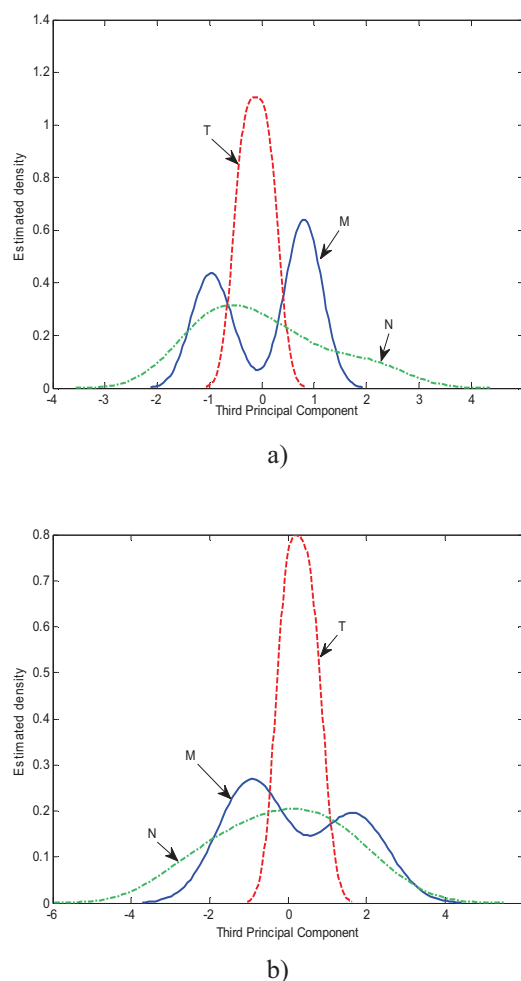 1.4
1.2
T
1
M
0.8
Estimated density
0.6
0.4
N
0.2
0
-4 -3 -2 -1 0 1 2 3 4
Third Principal Component
a)
0.8
0.7
0.6
T
0.5
Estimated density
0.4
M
0.3
0.2
N
0.1
0
-6 -4 -2 0 2 4
Third Principal Component
b)